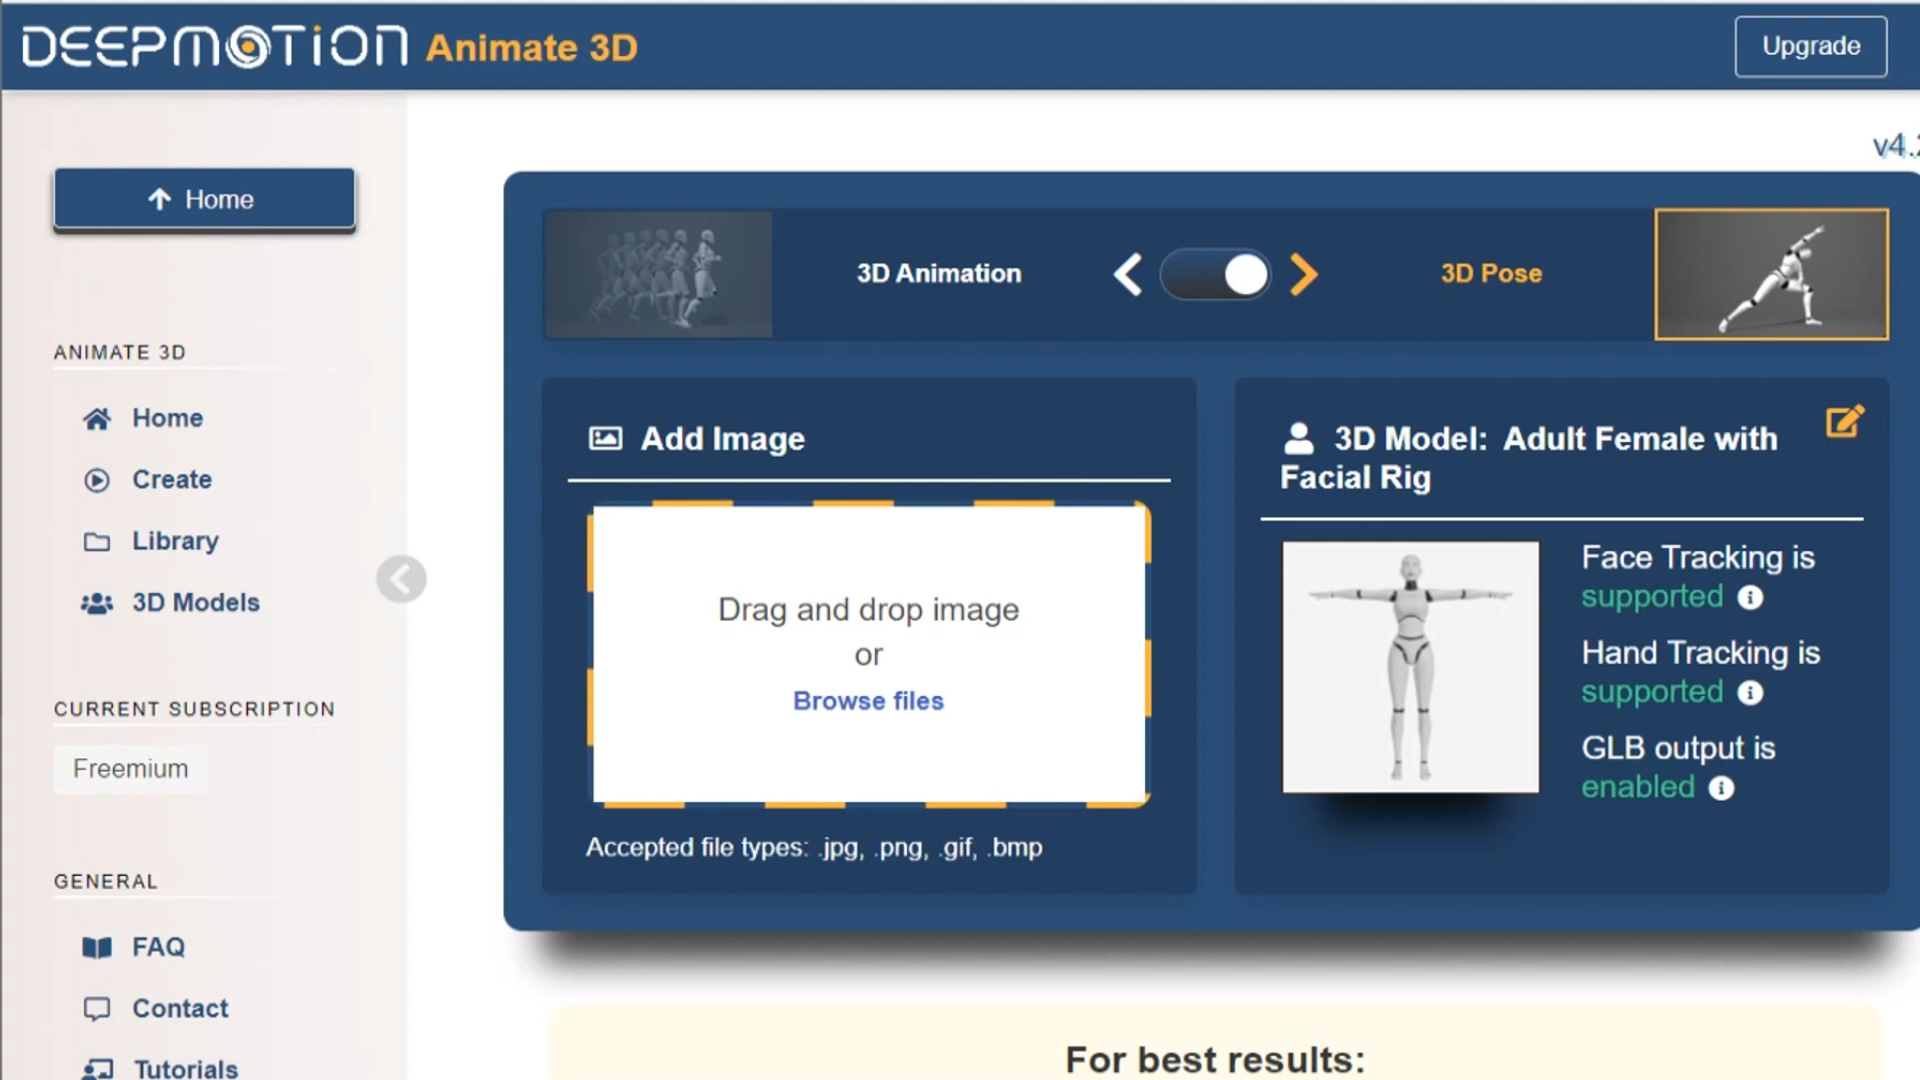 DEEPMOTION Animate 3D
Upgrade
v4.2
Home
ANIMATE 3D
Home
Create
Library
3D Models
CURRENT SUBSCRIPTION
Freemium
GENERAL
FAQ
Contact
Tutorials
3D Animation
3D Pose
Add Image
Drag and drop image
or
Browse files
Accepted file types: .jpg, .png, .gif, .bmp
3D Model: Adult Female with
Facial Rig
Face Tracking is
supported
Hand Tracking is
supported
GLB output is
enabled
For best results: